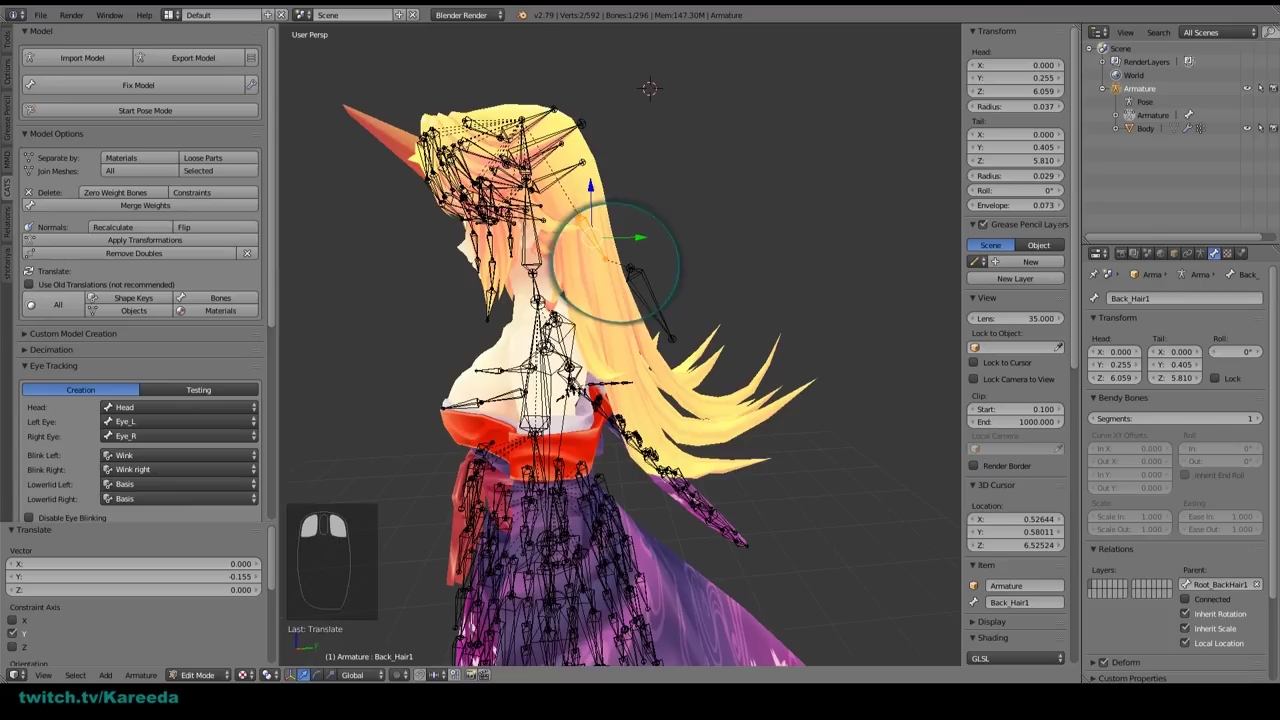 File Render Window Help Default Scene Blender Render v2.79 | Verts:2/592 | Bones:1/296 | Mem:147.30M | Armature
Model
Import Model Export Model
Fix Model
Start Pose Mode
Model Options
Separate by: Materials Loose Parts
Join Meshes: All Selected
Delete: Zero Weight Bones Constraints
Merge Weights
Normals: Recalculate Flip
Apply Transformations
Remove Doubles
Translate:
Use Old Translations (not recommended)
All Shape Keys Bones
Objects Materials
Custom Model Creation
Decimation
Eye Tracking
Creation Testing
Head: Head
Left Eye: Eye_L
Right Eye: Eye_R
Blink Left: Wink
Blink Right: Wink right
Lowerlid Left: Basis
Lowerlid Right: Basis
Disable Eye Blinking
Translate
Vector
X: 0.000
Y: -0.155
Z: 0.000
Constraint Axis
X
Y
Z
Orientation
Tools
Options
Grease Pencil
MMD
CATS
Relations
shotariya
User Persp
Last: Translate
(1) Armature : Back_Hair1
View Select Add Armature Edit Mode Global
Transform
Head:
X: 0.000
Y: 0.255
Z: 6.059
Radius: 0.037
Tail:
X: 0.000
Y: 0.405
Z: 5.810
Radius: 0.029
Roll: 0°
Envelope: 0.073
Grease Pencil Layers
Scene Object
New
New Layer
View
Lens: 35.000
Lock to Object:
Lock to Cursor
Lock Camera to View
Clip:
Start: 0.100
End: 1000.000
Local Camera:
Render Border
3D Cursor
Location:
X: 0.52644
Y: 0.58011
Z: 6.52524
Item
Armature
Back_Hair1
Display
Shading
GLSL
View Search All Scenes
Scene
RenderLayers
World
Armature
Pose
Armature
Body
Arma Arma Back_
Back_Hair1
Transform
Head: Tail: Roll:
X: 0.000 X: 0.000 0°
Y: 0.255 Y: 0.405
Z: 6.059 Z: 5.810 Lock
Bendy Bones
Segments: 1
Curve XY Offsets: Roll:
In X: 0.000 In: 0°
Out X: 0.000 Out: 0°
In Y: 0.000 Inherit End Roll
Out Y: 0.000
Scale: Easing:
Scale In: 1.000 Ease In: 1.000
Scale Out: 1.000 Ease Out: 1.000
Relations
Layers: Parent:
Root_BackHair1
Connected
Inherit Rotation
Inherit Scale
Local Location
Deform
Custom Properties
twitch.tv/Kareeda